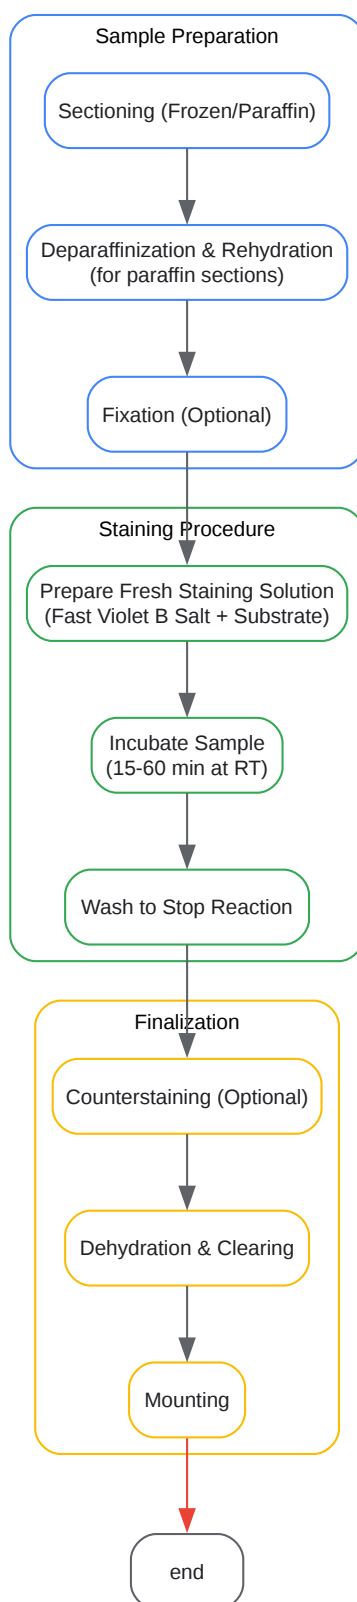 Sample Preparation
Sectioning (Frozen/Paraffin)
Deparaffinization & Rehydration
(for paraffin sections)
Fixation (Optional)
Staining Procedure
Prepare Fresh Staining Solution
(Fast Violet B Salt + Substrate)
Incubate Sample
(15-60 min at RT)
Wash to Stop Reaction
Finalization
Counterstaining (Optional)
Dehydration & Clearing
Mounting
end